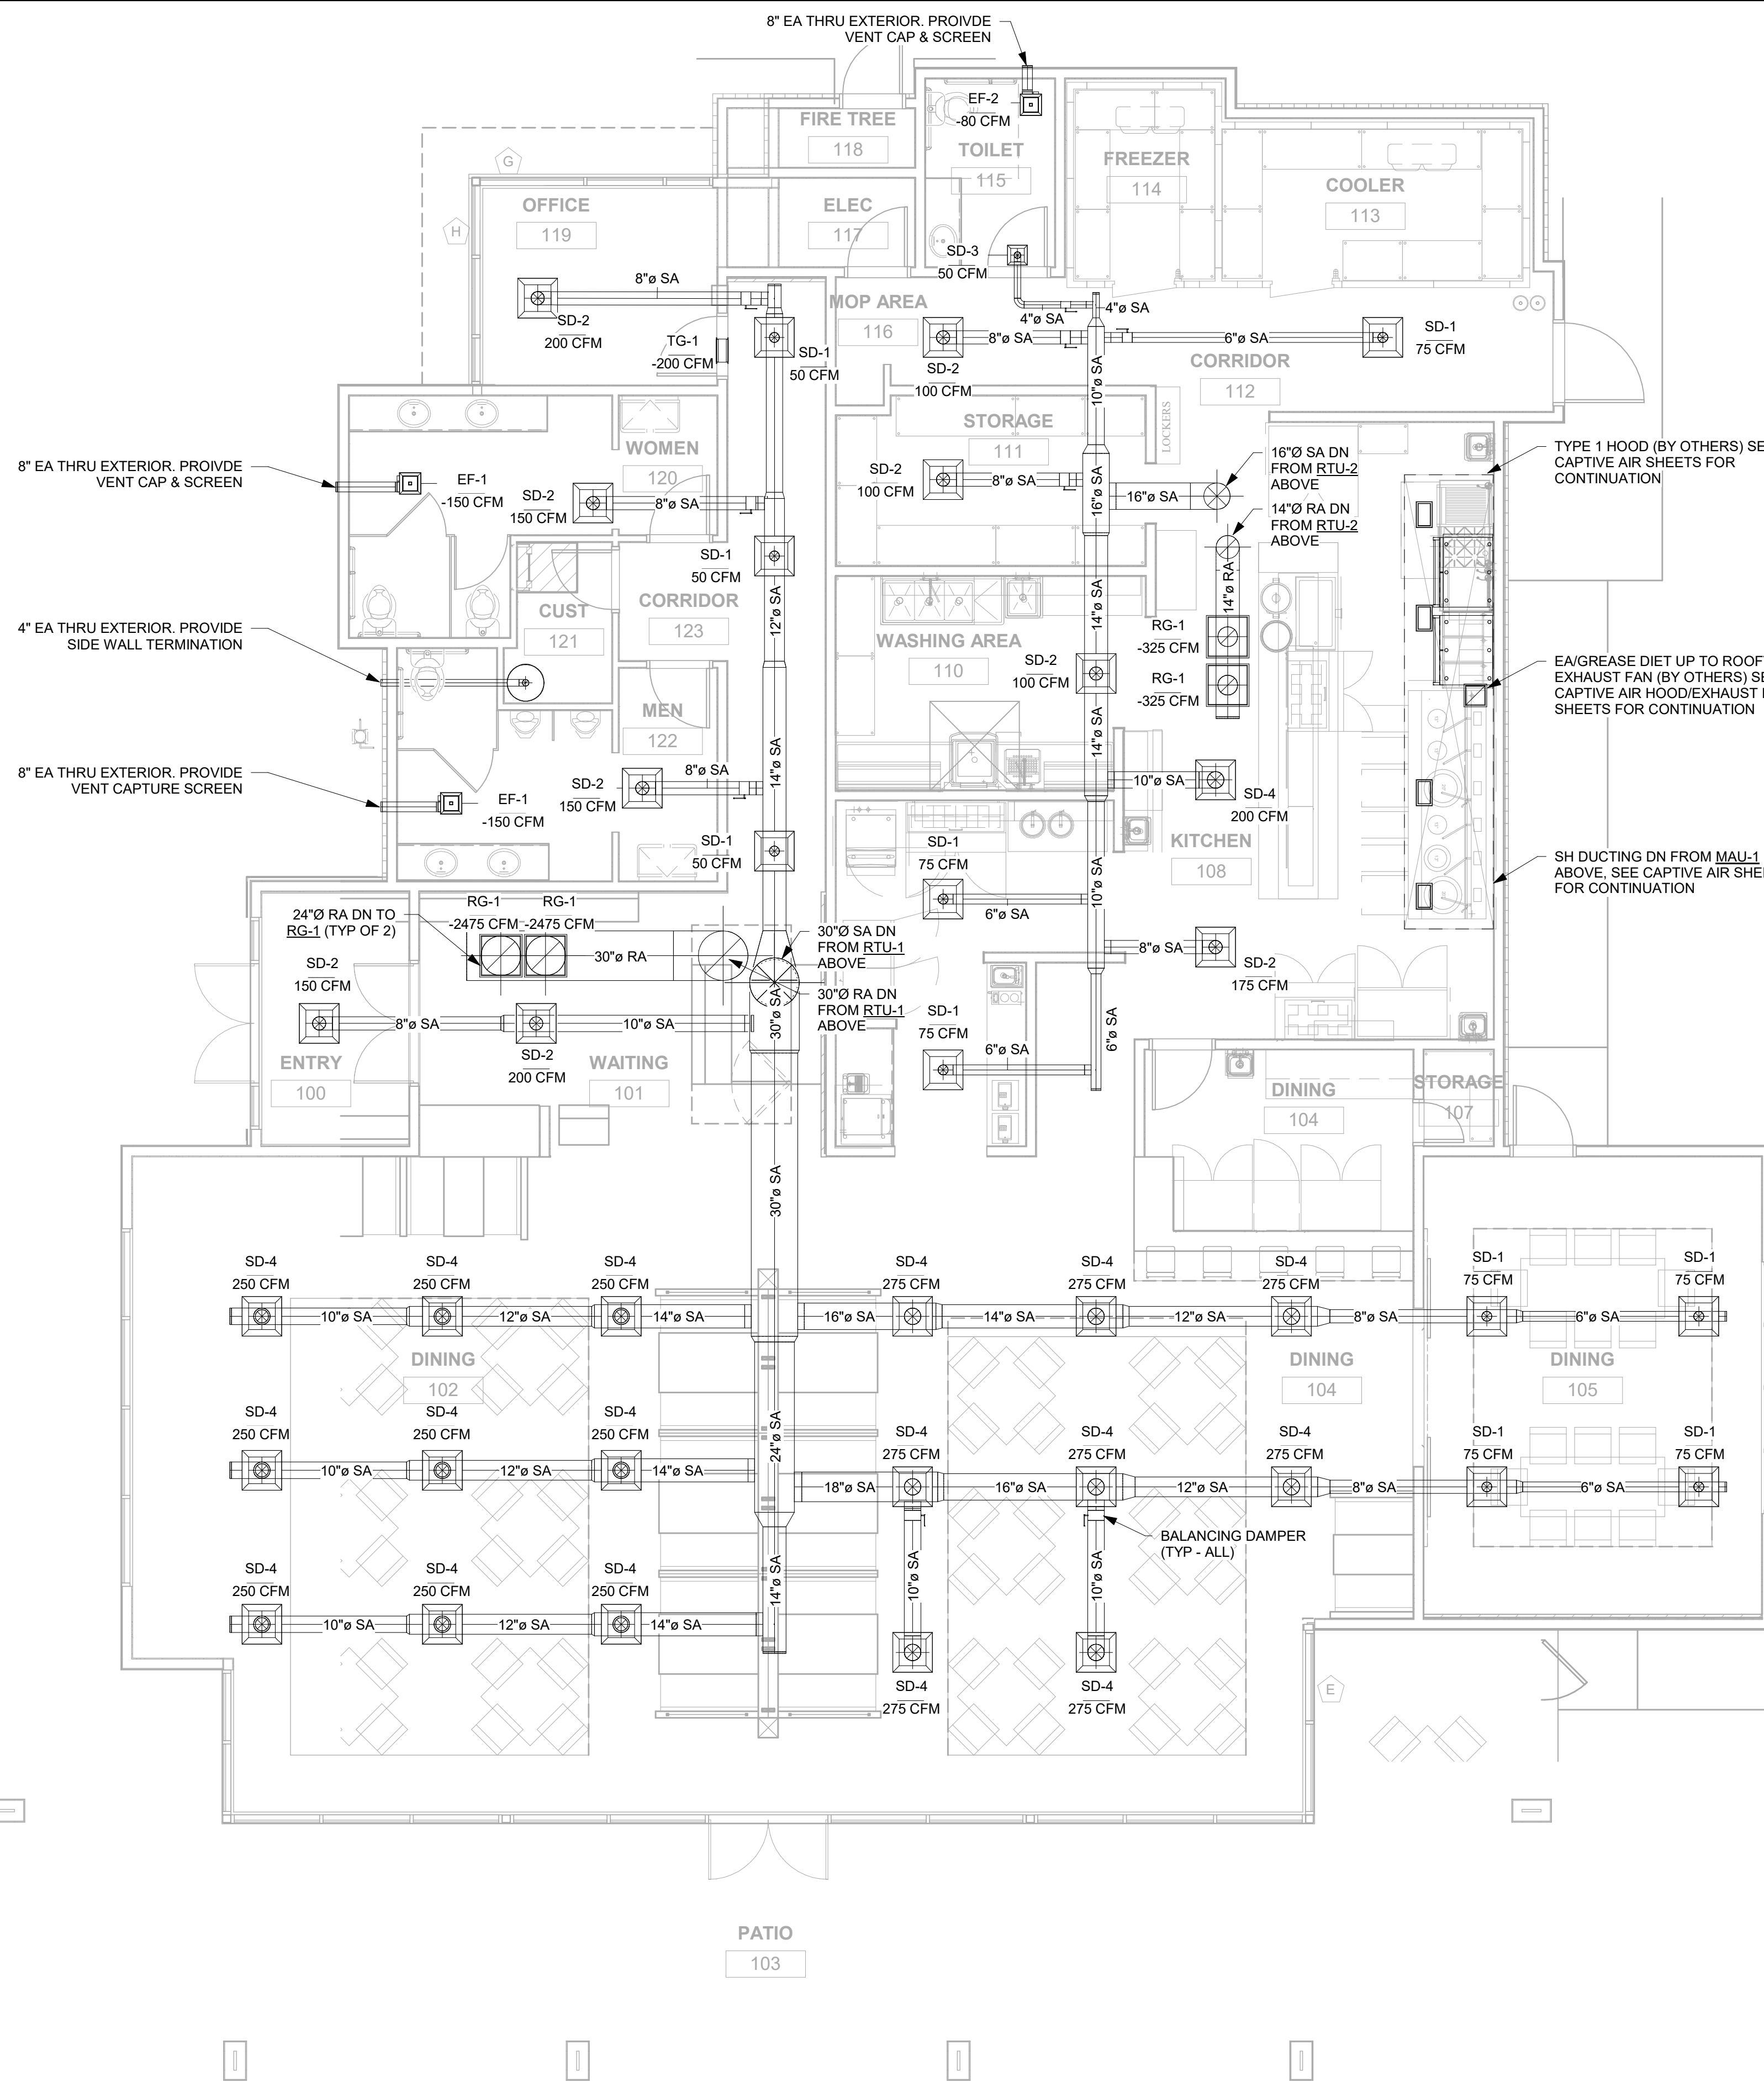 8" EA THRU EXTERIOR. PROIVDE
VENT CAP & SCREEN
EF-2
-80 CFM
FIRE TREE
118
TOILET
115
FREEZER
114
COOLER
113
G
H
OFFICE
119
ELEC
117
SD-3
50 CFM
8"ø SA
SD-2
200 CFM
TG-1
-200 CFM
SD-1
50 CFM
MOP AREA
116
4"ø SA
4"ø SA
8"ø SA
6"ø SA
SD-1
75 CFM
SD-2
100 CFM
CORRIDOR
112
10"ø SA
LOCKERS
STORAGE
111
WOMEN
120
8" EA THRU EXTERIOR. PROIVDE
VENT CAP & SCREEN
EF-1
-150 CFM
SD-2
150 CFM
8"ø SA
SD-2
100 CFM
8"ø SA
16"ø SA
16"ø SA
16"Ø SA DN
FROM RTU-2
ABOVE
14"Ø RA DN
FROM RTU-2
ABOVE
TYPE 1 HOOD (BY OTHERS) SE
CAPTIVE AIR SHEETS FOR
CONTINUATION
SD-1
50 CFM
CUST
121
CORRIDOR
123
12"ø SA
14"ø SA
14"ø RA
4" EA THRU EXTERIOR. PROVIDE
SIDE WALL TERMINATION
WASHING AREA
110
SD-2
100 CFM
RG-1
-325 CFM
RG-1
-325 CFM
EA/GREASE DIET UP TO ROOFT
EXHAUST FAN (BY OTHERS) SE
CAPTIVE AIR HOOD/EXHAUST F
SHEETS FOR CONTINUATION
MEN
122
14"ø SA
14"ø SA
8" EA THRU EXTERIOR. PROVIDE
VENT CAPTURE SCREEN
EF-1
-150 CFM
SD-2
150 CFM
8"ø SA
10"ø SA
SD-4
200 CFM
SD-1
50 CFM
SD-1
75 CFM
KITCHEN
108
SH DUCTING DN FROM MAU-1
ABOVE, SEE CAPTIVE AIR SHEE
FOR CONTINUATION
6"ø SA
10"ø SA
24"Ø RA DN TO
RG-1 (TYP OF 2)
RG-1
-2475 CFM
RG-1
-2475 CFM
30"ø RA
30"Ø SA DN
FROM RTU-1
ABOVE
30"Ø RA DN
FROM RTU-1
ABOVE
8"ø SA
SD-2
175 CFM
SD-2
150 CFM
8"ø SA
10"ø SA
SD-2
200 CFM
30"ø SA
SD-1
75 CFM
6"ø SA
6"ø SA
ENTRY
100
WAITING
101
DINING
104
STORAGE
107
30"ø SA
SD-4
250 CFM
SD-4
250 CFM
SD-4
250 CFM
SD-4
275 CFM
SD-4
275 CFM
SD-4
275 CFM
SD-1
75 CFM
SD-1
75 CFM
10"ø SA
12"ø SA
14"ø SA
16"ø SA
14"ø SA
12"ø SA
8"ø SA
6"ø SA
DINING
102
DINING
104
DINING
105
24"ø SA
SD-4
250 CFM
SD-4
250 CFM
SD-4
250 CFM
SD-4
275 CFM
SD-4
275 CFM
SD-4
275 CFM
SD-1
75 CFM
SD-1
75 CFM
10"ø SA
12"ø SA
14"ø SA
18"ø SA
16"ø SA
12"ø SA
8"ø SA
6"ø SA
BALANCING DAMPER
(TYP - ALL)
SD-4
250 CFM
SD-4
250 CFM
SD-4
250 CFM
14"ø SA
10"ø SA
10"ø SA
10"ø SA
12"ø SA
14"ø SA
SD-4
275 CFM
SD-4
275 CFM
E
PATIO
103